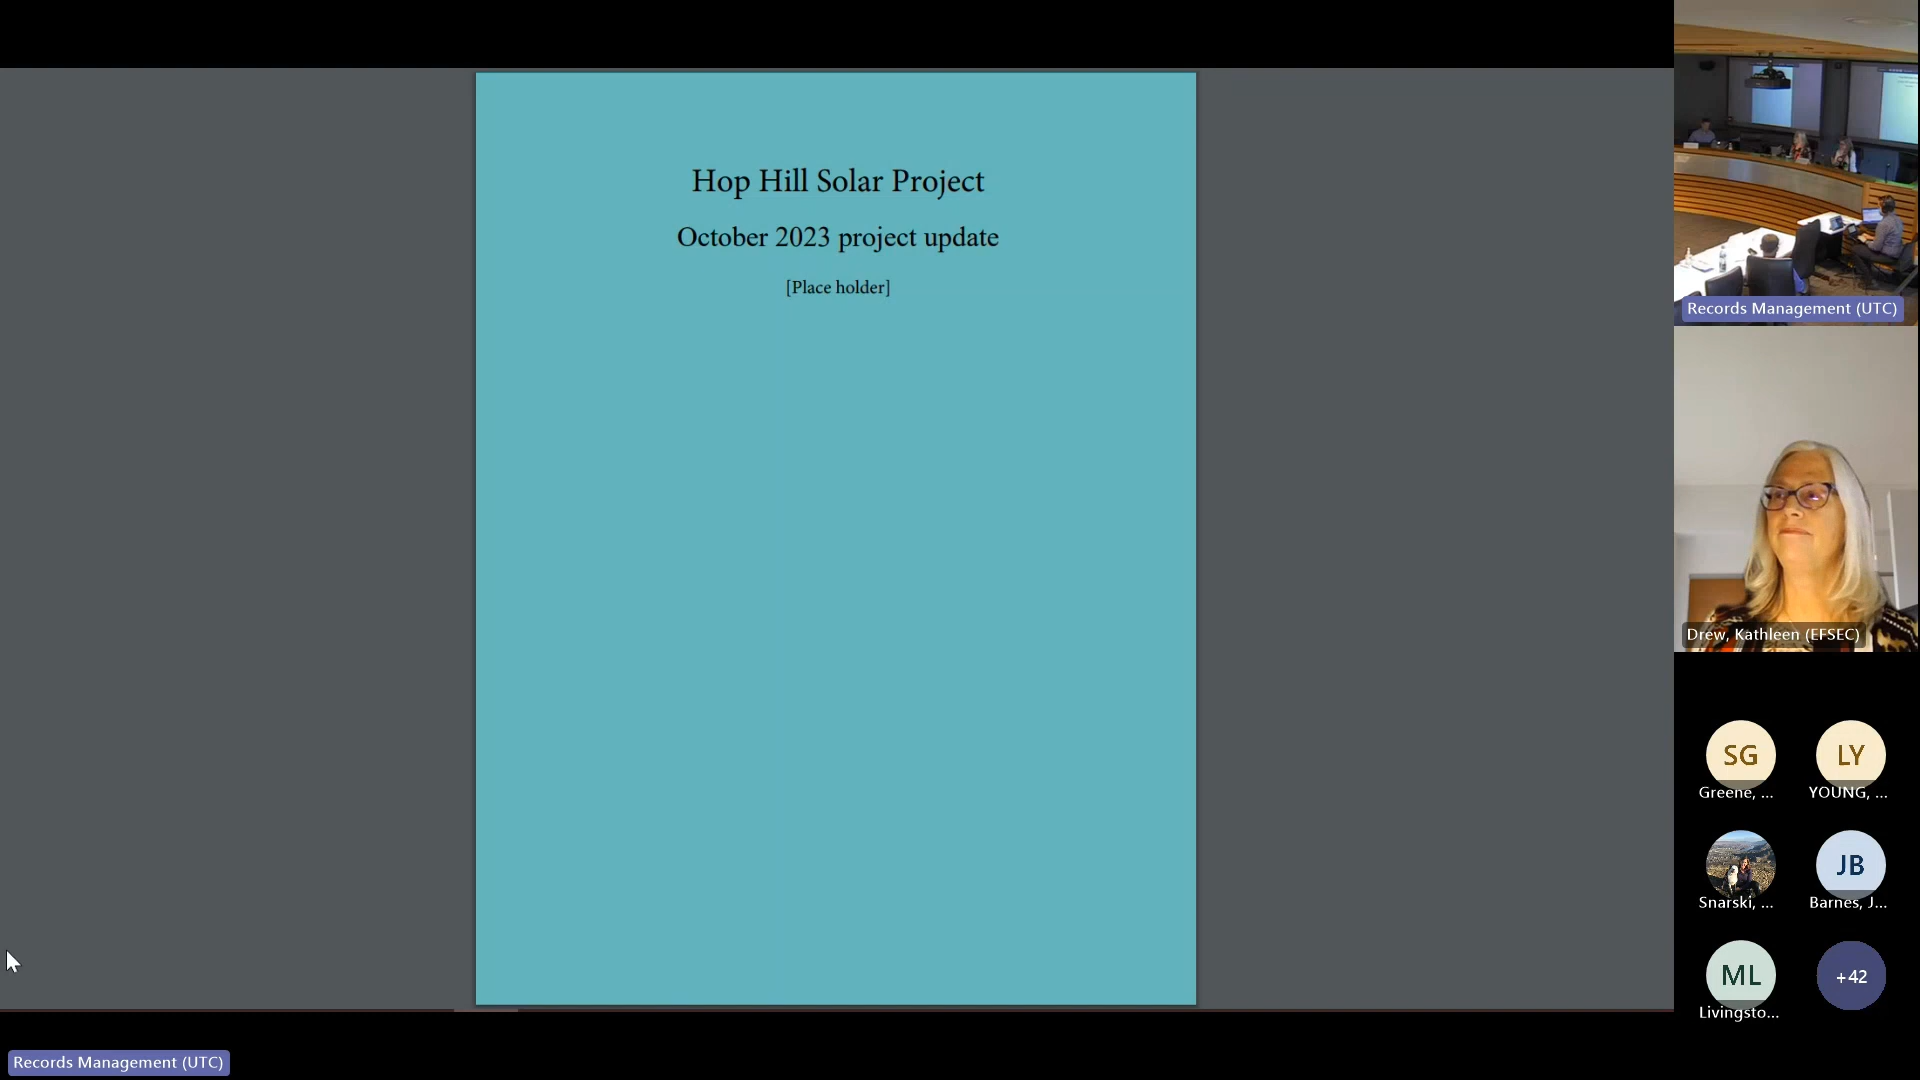 Hop Hill Solar Project
October 2023 project update
[Place holder]
Records Management (UTC)
Drew, Kathleen (EFSEC)
SG
LY
Greene, ...
YOUNG, ...
JB
Snarski, ...
Barnes, J...
ML
+42
Livingsto...
Records Management (UTC)